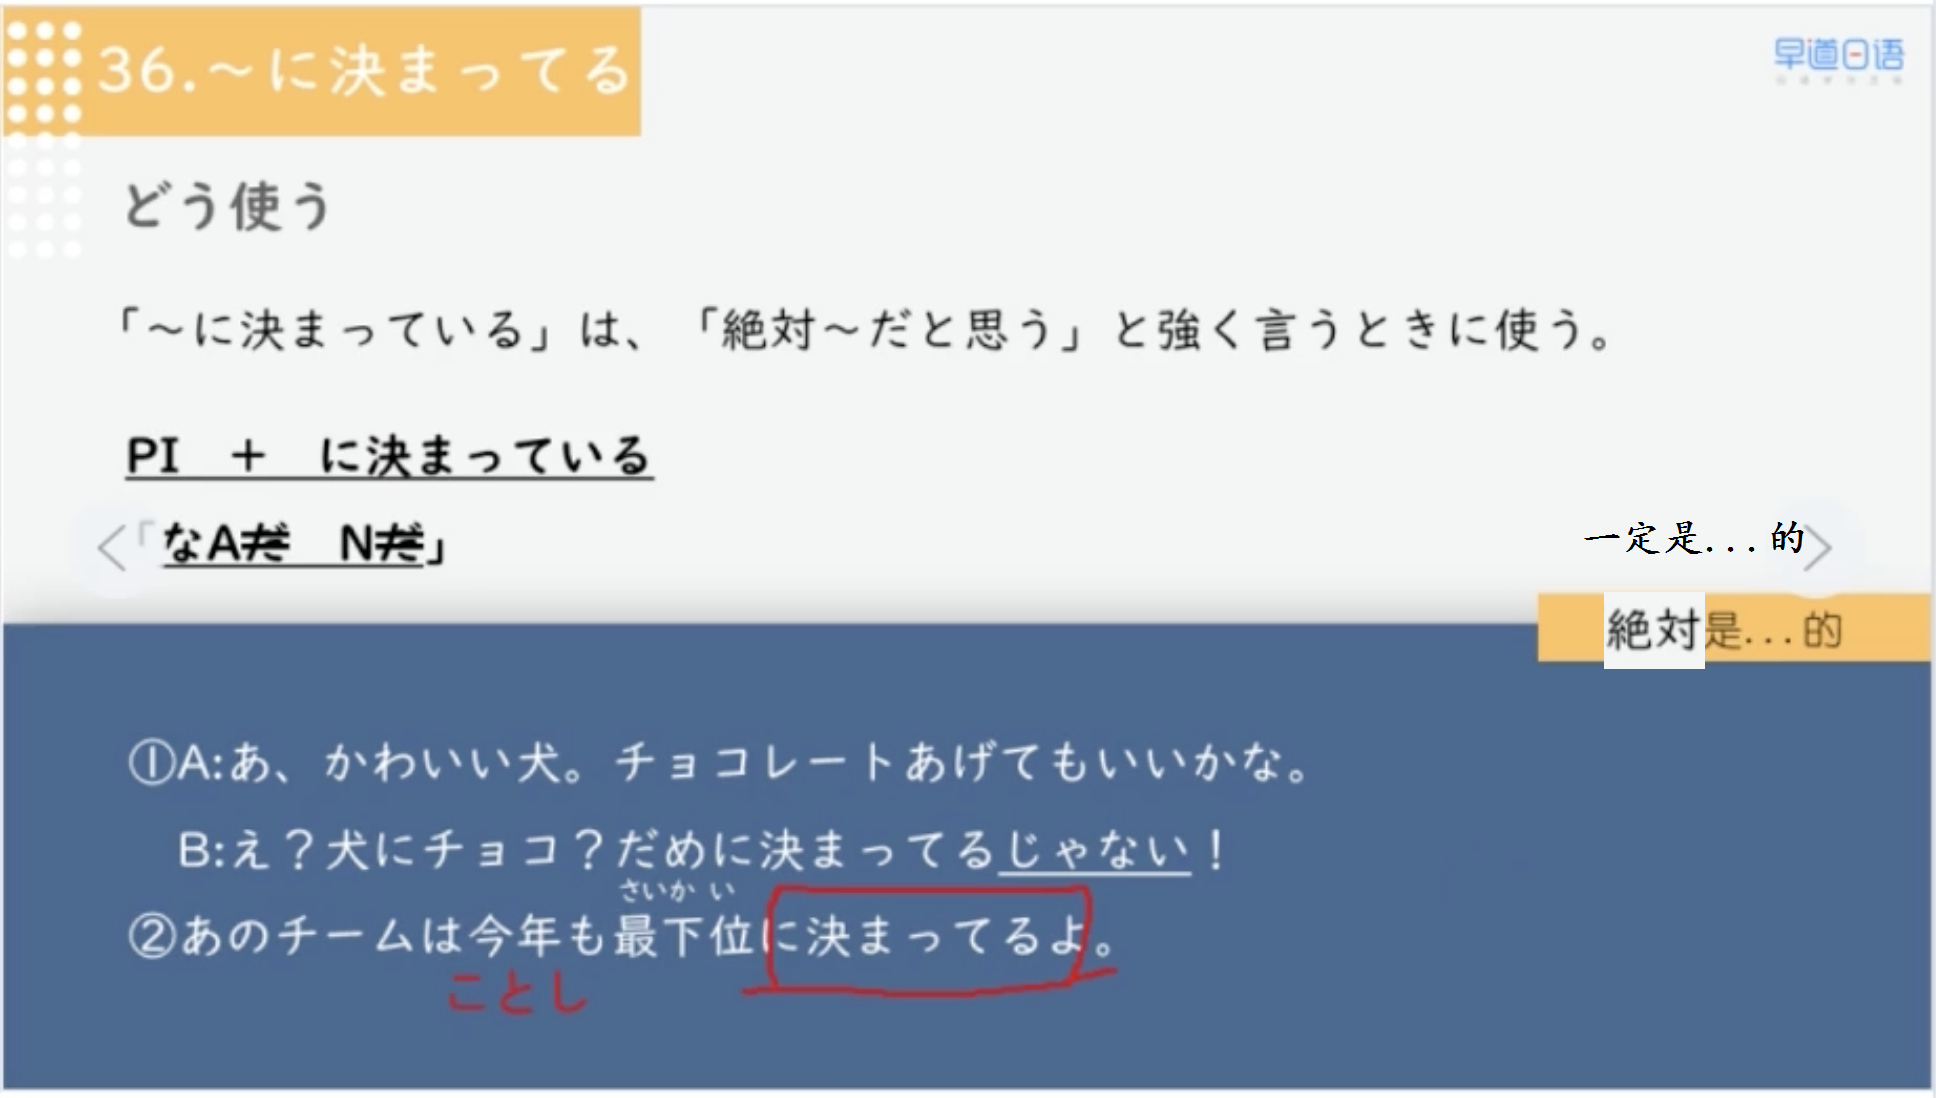 36.～に決まってる
早道日语
どう使う
「～に決まっている」は、「絶対～だと思う」と強く言うときに使う。
PI　+　に決まっている
「なAだ　Nだ」
一定是...的
絶対是...的
①A:あ、かわいい犬。チョコレートあげてもいいかな。
B:え？犬にチョコ？だめに決まってるじゃない！
さいかい
②あのチームは今年も最下位に決まってるよ。
ことし